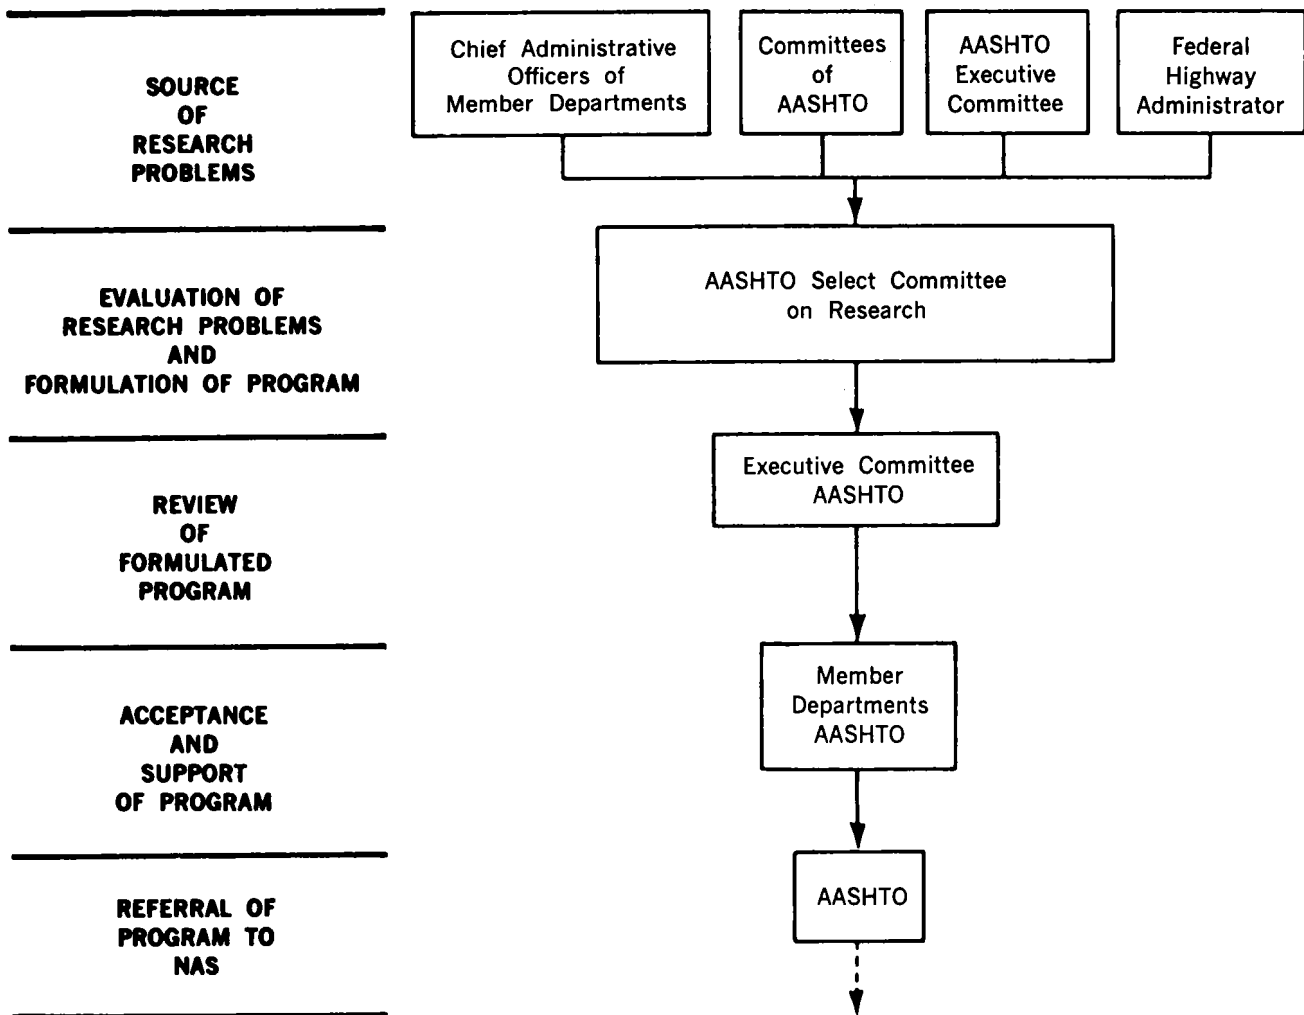 SOURCE
OF
RESEARCH
PROBLEMS
Chief Administrative
Officers of
Member Departments
Committees
of
AASHTO
AASHTO
Executive
Committee
Federal
Highway
Administrator
EVALUATION OF
RESEARCH PROBLEMS
AND
FORMULATION OF PROGRAM
AASHTO Select Committee
on Research
REVIEW
OF
FORMULATED
PROGRAM
Executive Committee
AASHTO
ACCEPTANCE
AND
SUPPORT
OF PROGRAM
Member
Departments
AASHTO
REFERRAL OF
PROGRAM TO
NAS
AASHTO